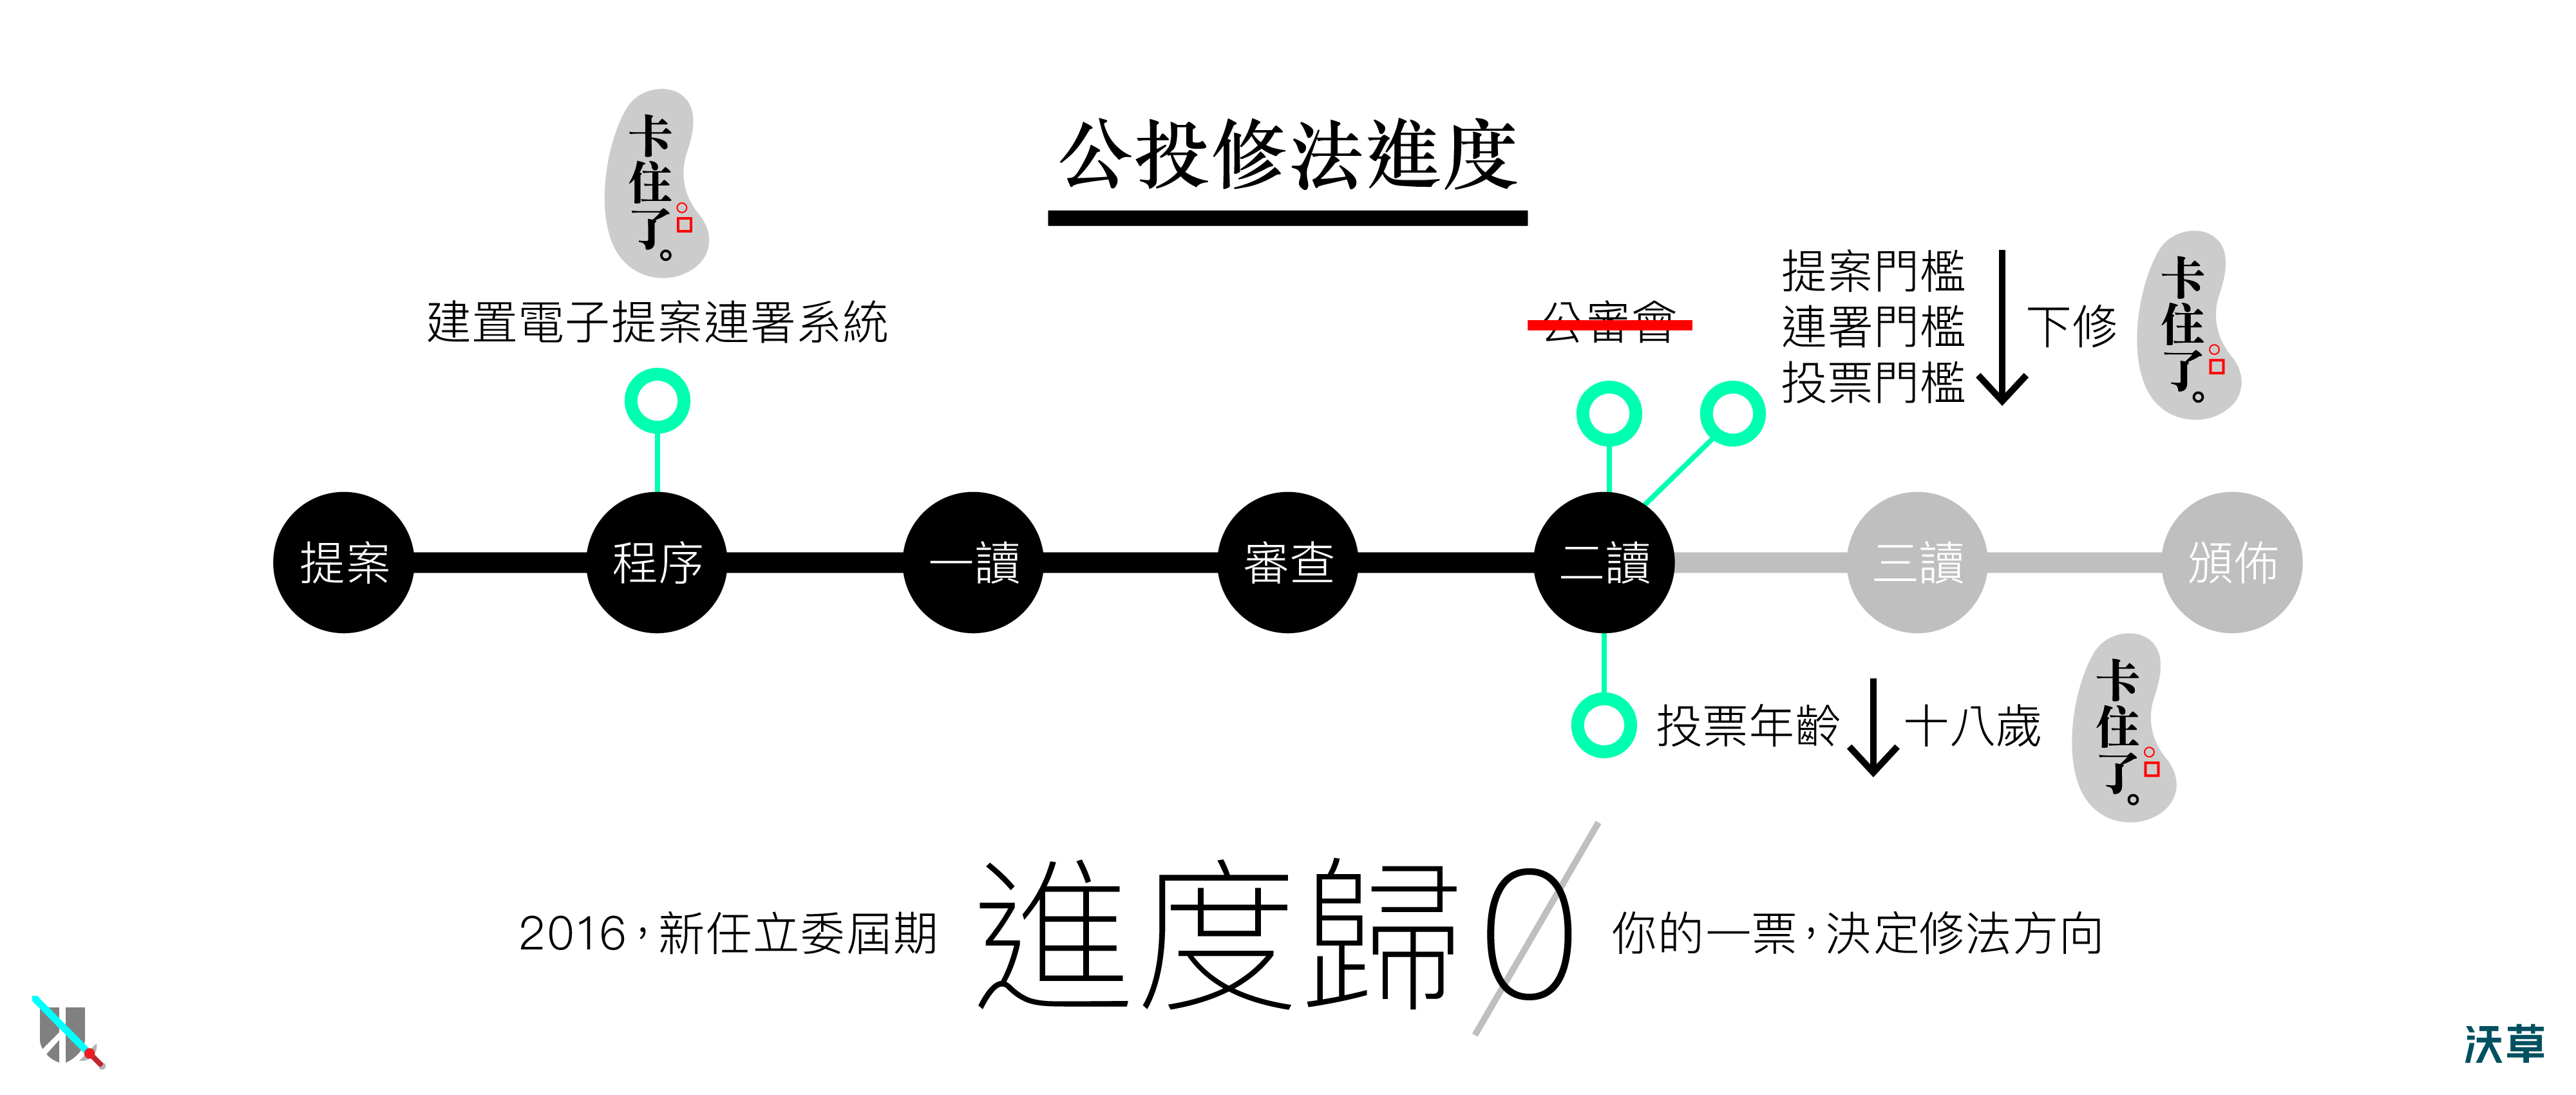 公投修法進度
卡住了。
建置電子提案連署系統
公審會
提案門檻
連署門檻
投票門檻
下修
卡住了。
提案
程序
一讀
審查
二讀
三讀
頒佈
投票年齡
十八歲
卡住了。
2016，新任立委屆期
進度歸0
你的一票，決定修法方向
沃草